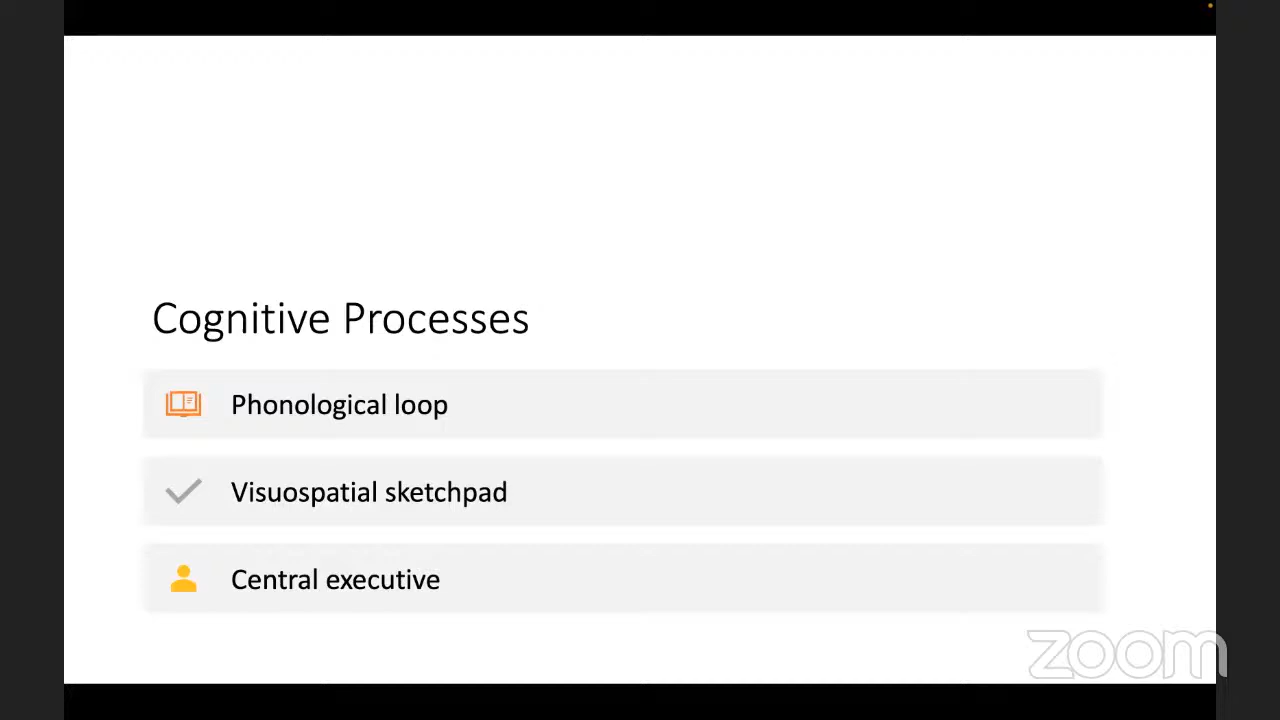 Cognitive Processes
Phonological loop
Visuospatial sketchpad
Central executive
zoom